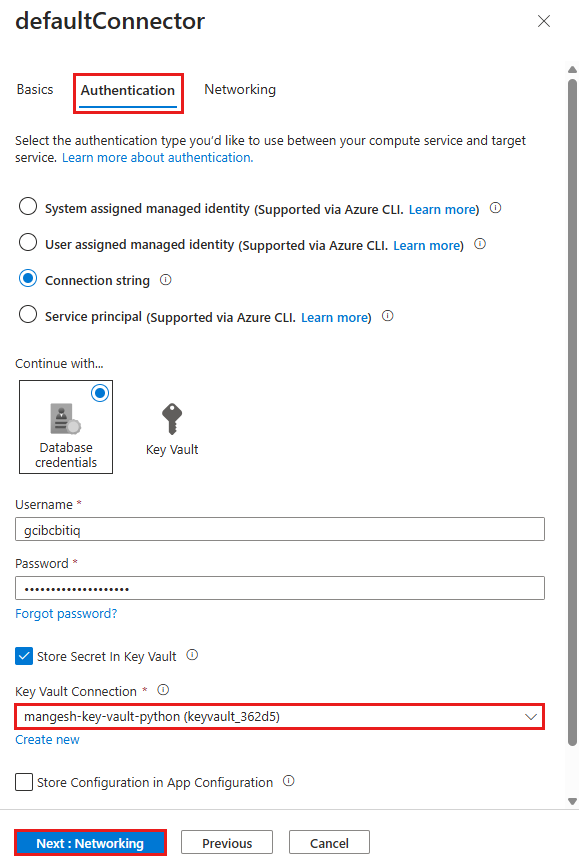 defaultConnector
Basics
Authentication
Networking
Select the authentication type you'd like to use between your compute service and target
service. Learn more about authentication.
System assigned managed identity (Supported via Azure CLI. Learn more)
User assigned managed identity (Supported via Azure CLI. Learn more)
Connection string
Service principal (Supported via Azure CLI. Learn more)
Continue with...
Database
credentials
Key Vault
Username *
gcibcbitiq
Password *
••••••••••••••••••••
Forgot password?
Store Secret In Key Vault
Key Vault Connection *
mangesh-key-vault-python (keyvault_362d5)
Create new
Store Configuration in App Configuration
Next : Networking
Previous
Cancel